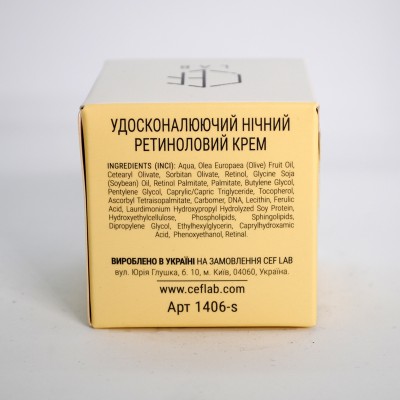 CEF
LAB
УДОСКОНАЛЮЮЧИЙ НІЧНИЙ
РЕТИНОЛОВИЙ КРЕМ
INGREDIENTS (INCI): Aqua, Olea Europaea (Olive) Fruit Oil,
Cetearyl Olivate, Sorbitan Olivate, Retinol, Glycine Soja
(Soybean) Oil, Retinol Palmitate, Palmitate, Butylene Glycol,
Pentylene Glycol, Caprylic/Capric Triglyceride, Tocopherol,
Ascorbyl Tetraisopalmitate, Carbomer, DNA, Lecithin, Ferulic
Acid, Laurdimonium Hydroxypropyl Hydrolyzed Soy Protein,
Hydroxyethylcellulose, Phospholipids, Sphingolipids,
Dipropylene Glycol, Ethylhexylglycerin, Caprylhydroxamic
Acid, Phenoxyethanol, Retinal.
ВИРОБЛЕНО В УКРАЇНІ НА ЗАМОВЛЕННЯ CEF LAB
вул. Юрія Глушка, б. 10, м. Київ, 04060, Україна.
www.ceflab.com
Арт 1406-s